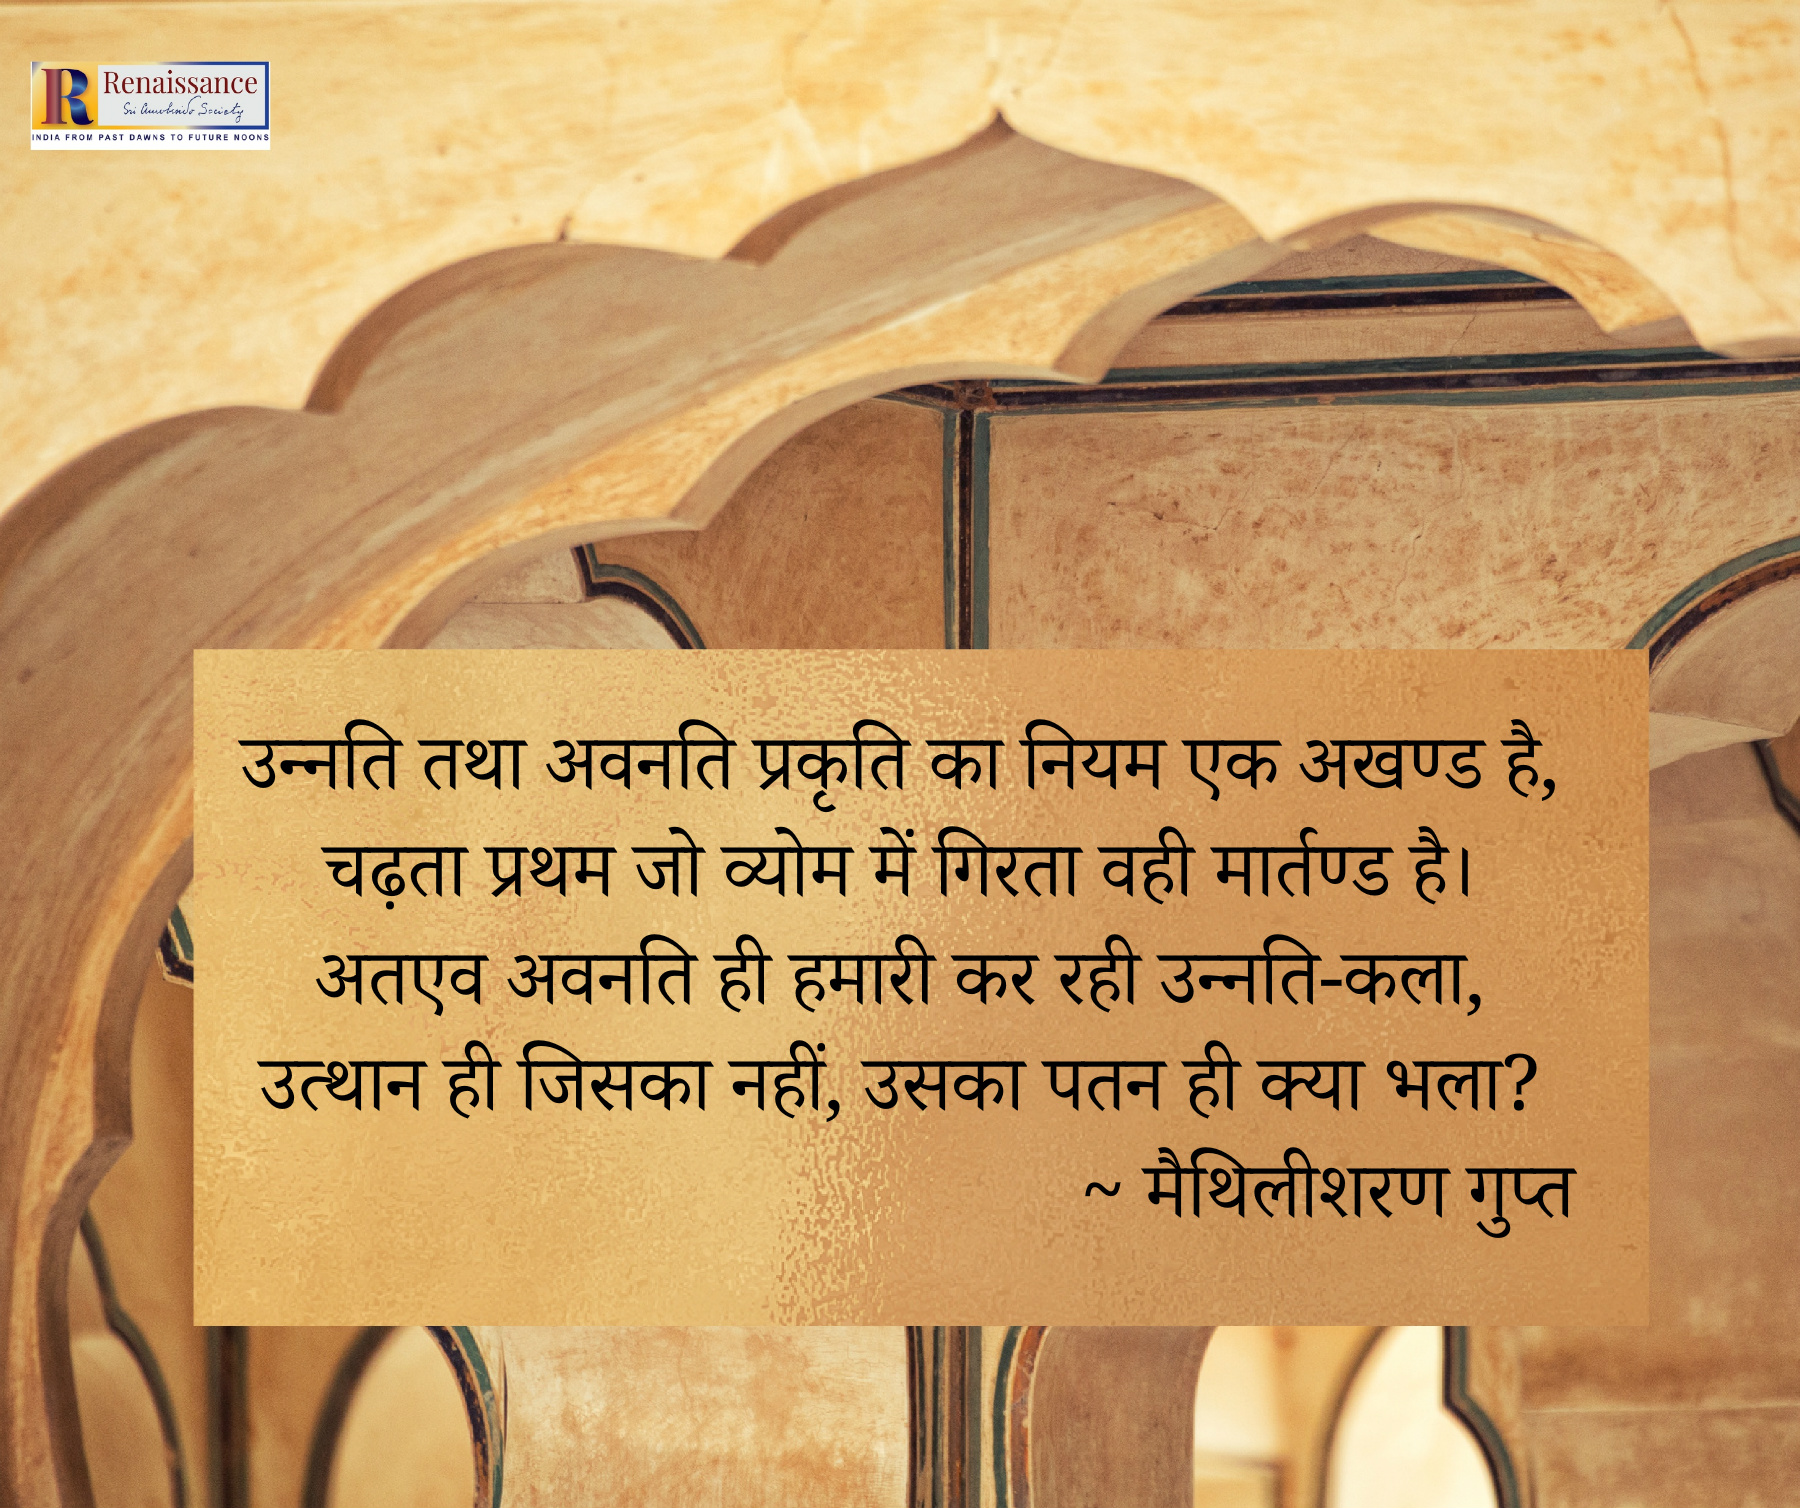 R Renaissance
Sri Aurobindo Society
INDIA FROM PAST DAWNS TO FUTURE NOONS
उन्नति तथा अवनति प्रकृति का नियम एक अखण्ड है,
चढ़ता प्रथम जो व्योम में गिरता वही मार्तण्ड है।
अतएव अवनति ही हमारी कर रही उन्नति-कला,
उत्थान ही जिसका नहीं, उसका पतन ही क्या भला?
~ मैथिलीशरण गुप्त